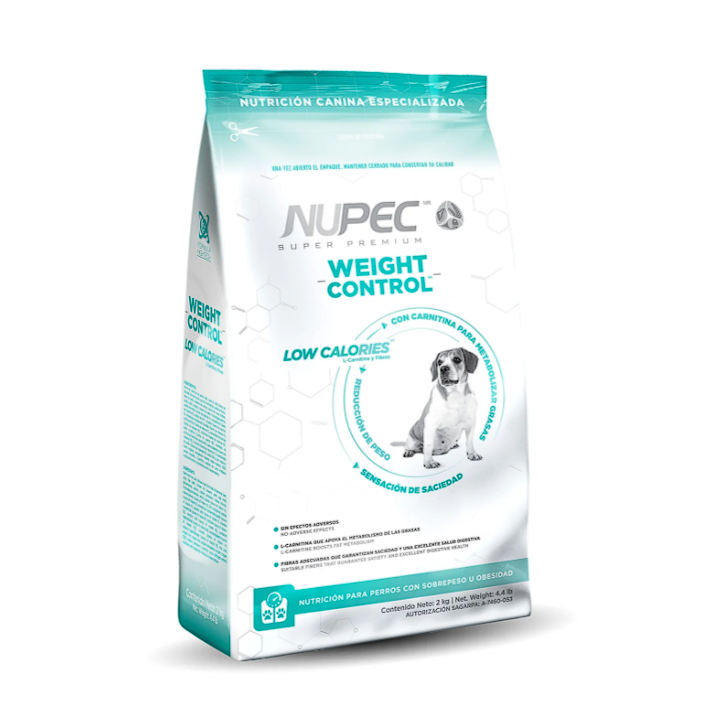 NUTRICIÓN CANINA ESPECIALIZADA
UNA VEZ ABIERTO EL EMPAQUE, MANTENER CERRADO PARA CONSERVAR SU CALIDAD
NUPEC
SUPER PREMIUM
WEIGHT
CONTROL
LOW CALORIES
L-Carnitina y Fibras
CON CARNITINA PARA METABOLIZAR GRASAS
REDUCCIÓN DE PESO
SENSACIÓN DE SACIEDAD
SIN EFECTOS ADVERSOS
NO ADVERSE EFFECTS
L-CARNITINA QUE APOYA EL METABOLISMO DE LAS GRASAS
L-CARNITINE BOOSTS FAT METABOLISM
FIBRAS ADECUADAS QUE GARANTIZAN SACIEDAD Y UNA EXCELENTE SALUD DIGESTIVA
SUITABLE FIBERS THAT GUARANTEE SATIETY AND EXCELLENT DIGESTIVE HEALTH
NUTRICIÓN PARA PERROS CON SOBREPESO U OBESIDAD
Contenido Neto: 2 kg | Net. Weight: 4.4 lb
AUTORIZACIÓN SAGARPA: A-7460-053
WEIGHT
CONTROL
LOW CALORIES